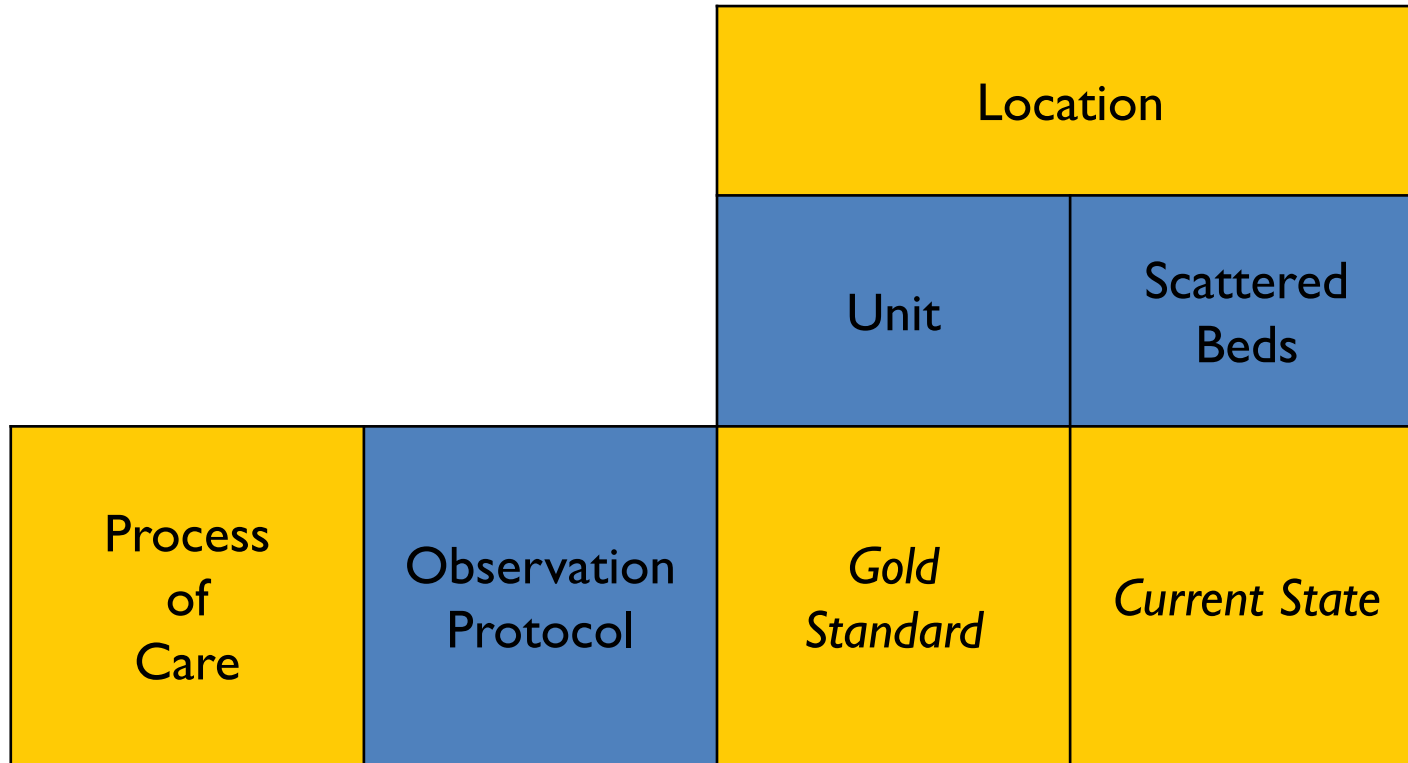 Location
Unit
Scattered
Beds
Process
of
Care
Observation
Protocol
Gold
Standard
Current State